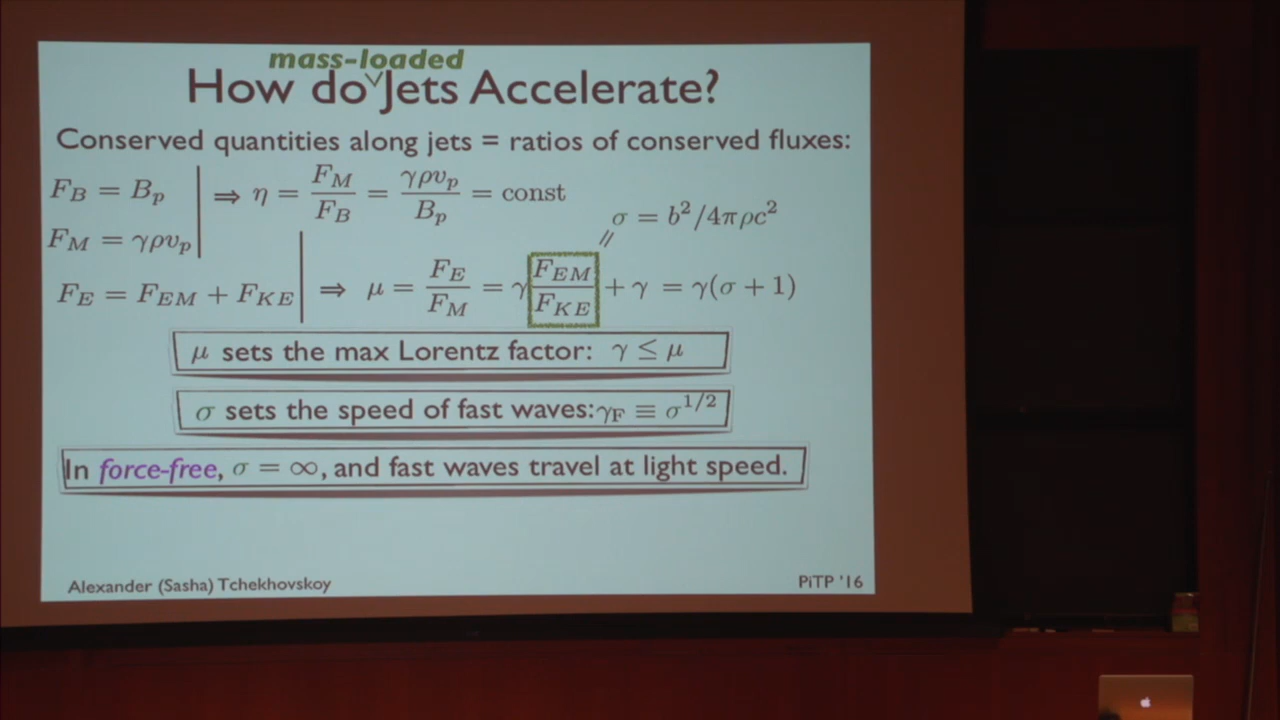 mass-loaded
How do ∨ Jets Accelerate?
Conserved quantities along jets = ratios of conserved fluxes:
F_B = B_p ⇒ η = F_M / F_B = γρv_p / B_p = const
F_M = γρv_p
σ = b²/4πρc²
F_E = F_EM + F_KE ⇒ μ = F_E / F_M = γ F_EM / F_KE + γ = γ(σ + 1)
μ sets the max Lorentz factor: γ ≤ μ
σ sets the speed of fast waves: γ_F ≡ σ^1/2
In force-free, σ = ∞, and fast waves travel at light speed.
Alexander (Sasha) Tchekhovskoy
PiTP '16